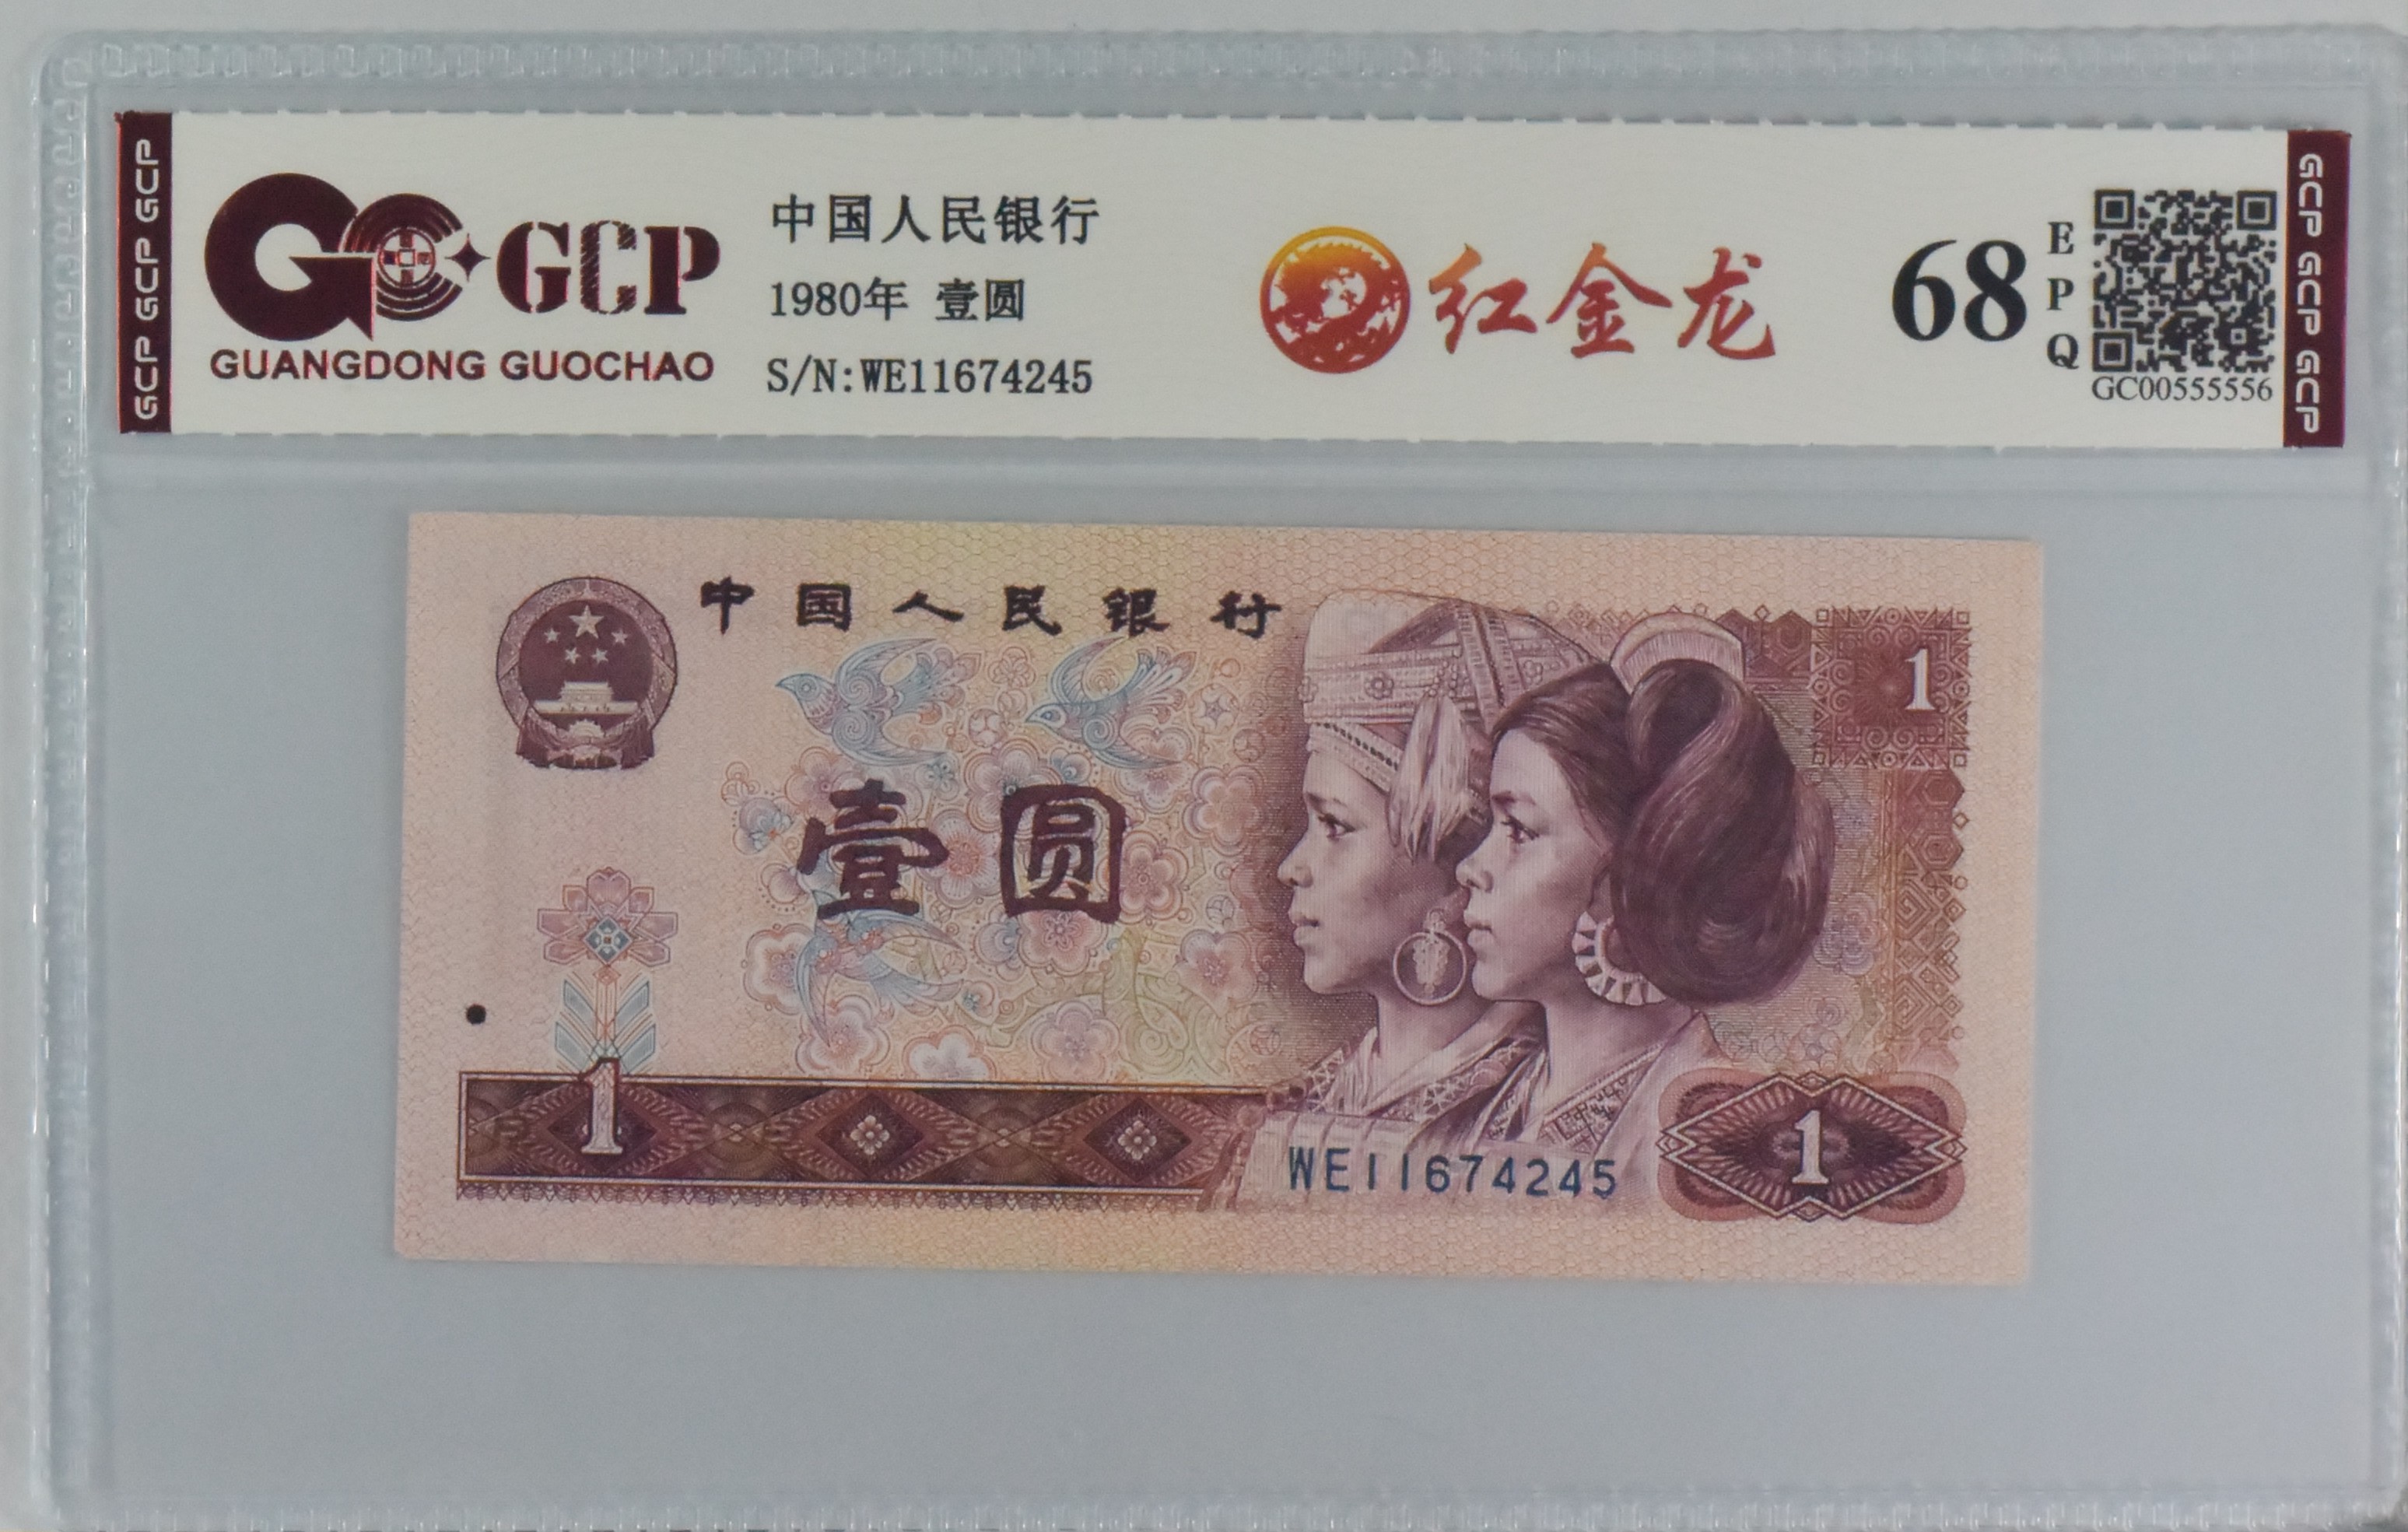 GCP GCP GCP
GCP
GUANGDONG GUOCHAO
中国人民银行
1980年 壹圆
S/N:WE11674245
红金龙
68
EPQ
GC00555556
GCP GCP GCP
中国人民银行
1
壹圆
1
WE11674245
1